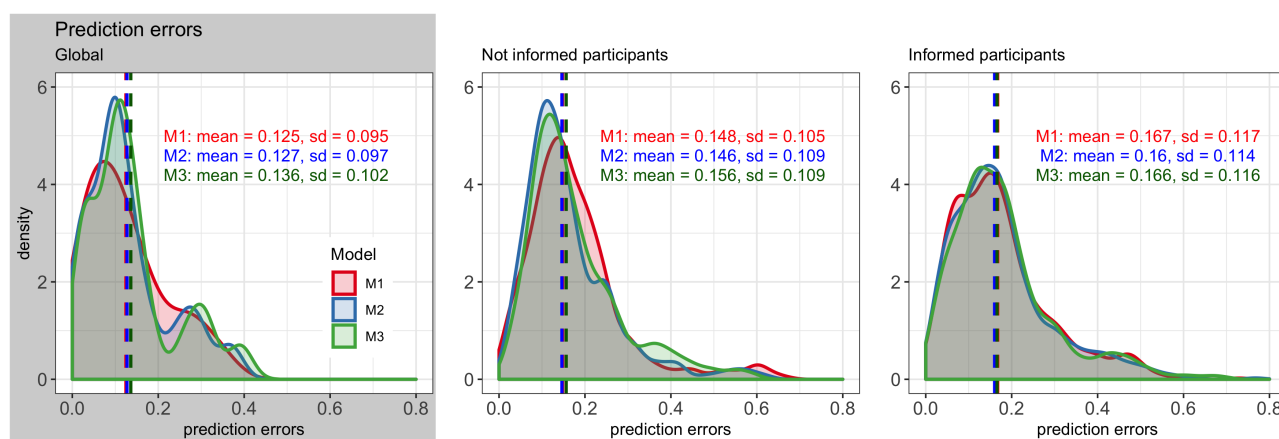 Prediction errors
Global
6
4
2
0
density
M1: mean = 0.125, sd = 0.095
M2: mean = 0.127, sd = 0.097
M3: mean = 0.136, sd = 0.102
Model
M1
M2
M3
0.0 0.2 0.4 0.6 0.8
prediction errors
Not informed participants
6
4
2
0
M1: mean = 0.148, sd = 0.105
M2: mean = 0.146, sd = 0.109
M3: mean = 0.156, sd = 0.109
0.0 0.2 0.4 0.6 0.8
prediction errors
Informed participants
6
4
2
0
M1: mean = 0.167, sd = 0.117
M2: mean = 0.16, sd = 0.114
M3: mean = 0.166, sd = 0.116
0.0 0.2 0.4 0.6 0.8
prediction errors